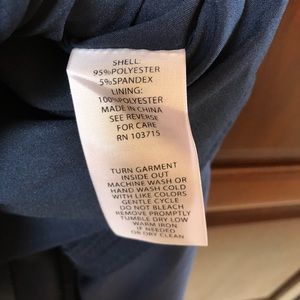 SHELL:
95%POLYESTER
5%SPANDEX
LINING:
100%POLYESTER
MADE IN CHINA
SEE REVERSE
FOR CARE
RN 103715
TURN GARMENT
INSIDE OUT
MACHINE WASH OR
HAND WASH COLD
WITH LIKE COLORS
GENTLE CYCLE
DO NOT BLEACH
REMOVE PROMPTLY
TUMBLE DRY LOW
WARM IRON
IF NEEDED
OR DRY CLEAN